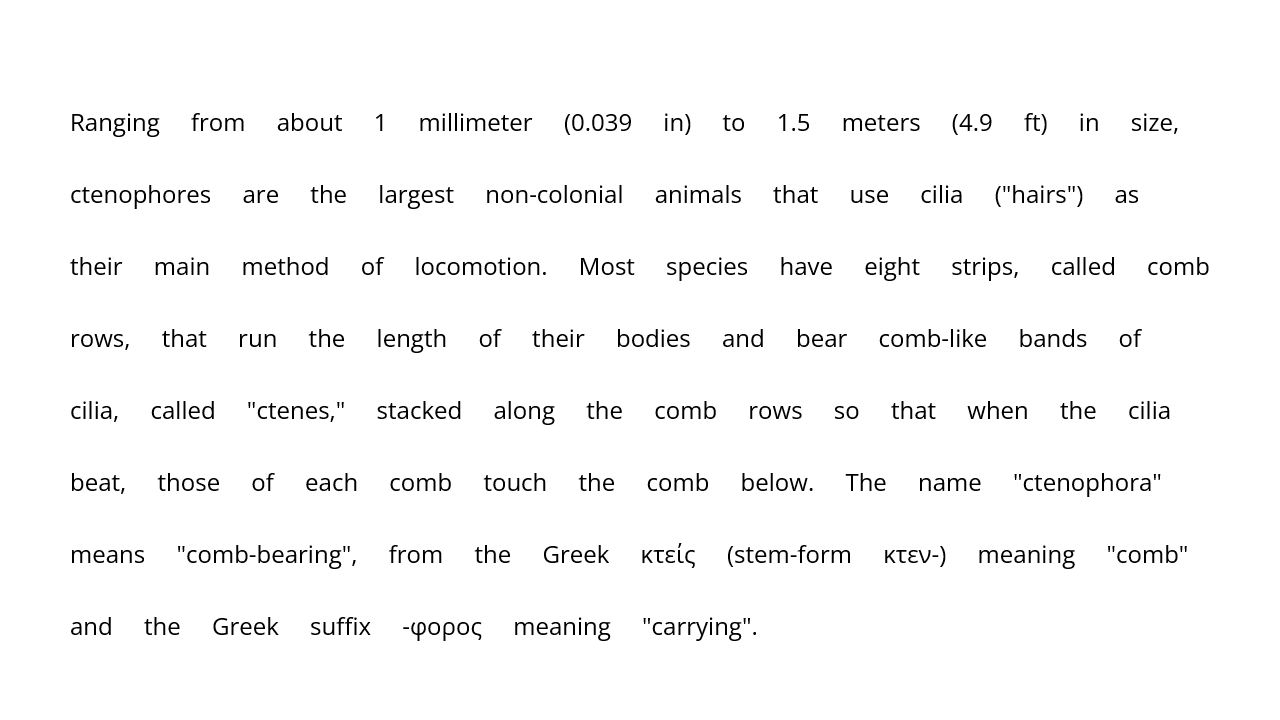 Ranging from about 1 millimeter (0.039 in) to 1.5 meters (4.9 ft) in size,
ctenophores are the largest non-colonial animals that use cilia ("hairs") as
their main method of locomotion. Most species have eight strips, called comb
rows, that run the length of their bodies and bear comb-like bands of
cilia, called "ctenes," stacked along the comb rows so that when the cilia
beat, those of each comb touch the comb below. The name "ctenophora"
means "comb-bearing", from the Greek κτείς (stem-form κτεν-) meaning "comb"
and the Greek suffix -φορος meaning "carrying".